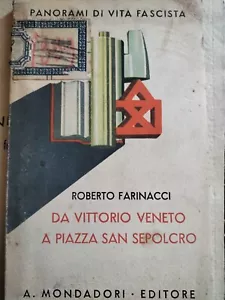 PANORAMI DI VITA FASCISTA
ROBERTO FARINACCI
DA VITTORIO VENETO
A PIAZZA SAN SEPOLCRO
A. MONDADORI · EDITORE